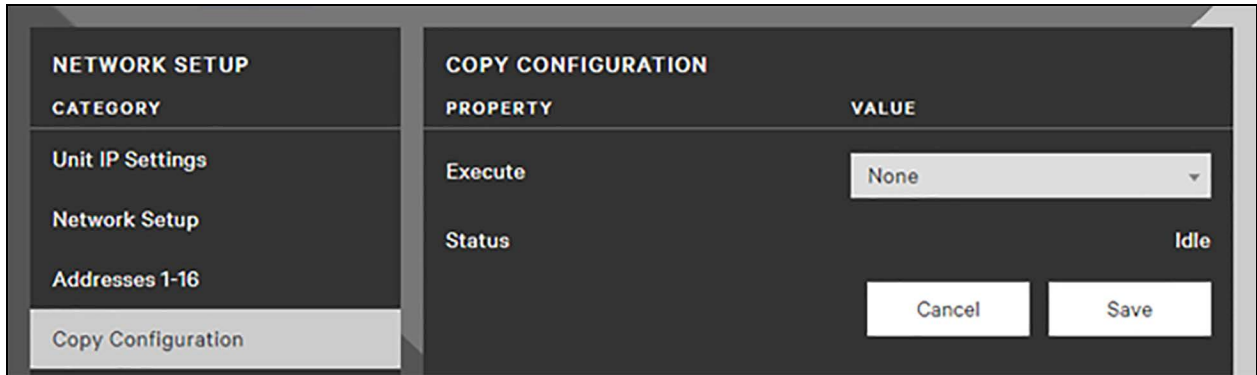 NETWORK SETUP
CATEGORY
Unit IP Settings
Network Setup
Addresses 1-16
Copy Configuration
COPY CONFIGURATION
PROPERTY VALUE
Execute None
Status Idle
Cancel Save